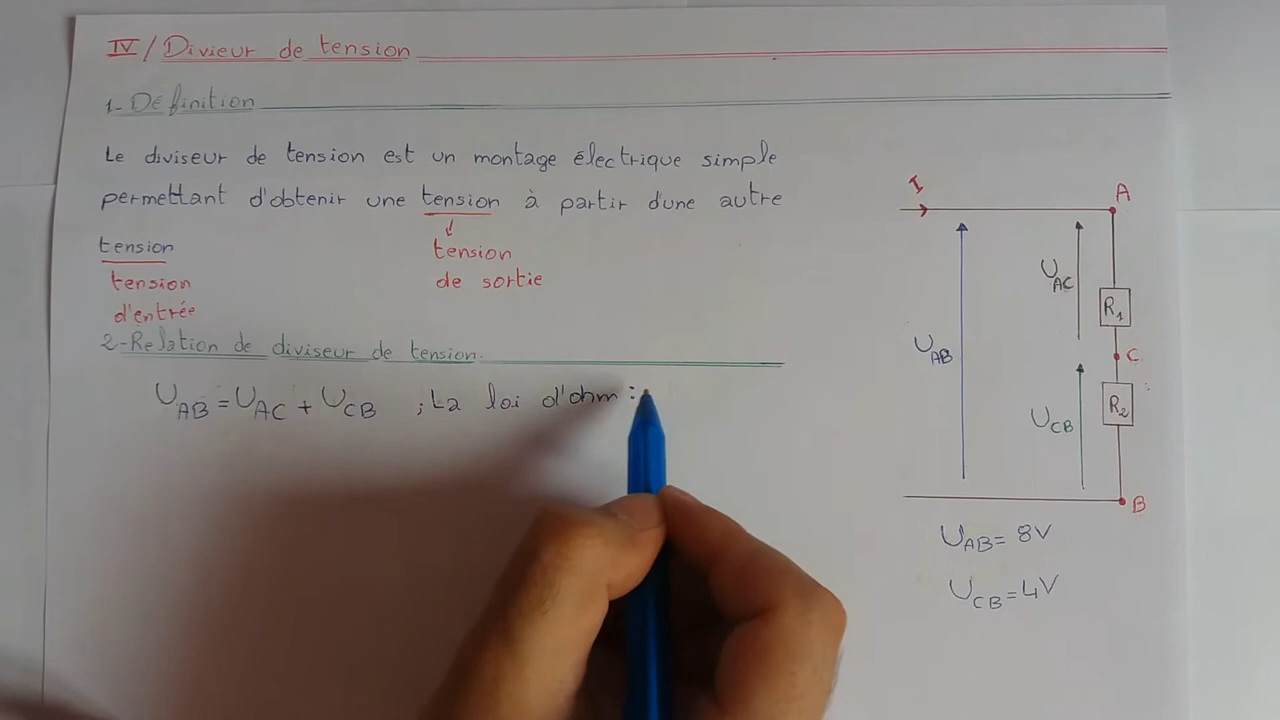 IV/ Divieur de tension
1-Définition
Le diviseur de tension est un montage électrique simple
permettant d'obtenir une tension à partir d'une autre
tension
tension
de sortie
tension
d'entrée
2-Relation de diviseur de tension.
UAB = UAC + UCB ; La loi d'ohm :
I
A
UAC
R1
UAB
C
R2
UCB
B
UAB = 8V
UCB = 4V